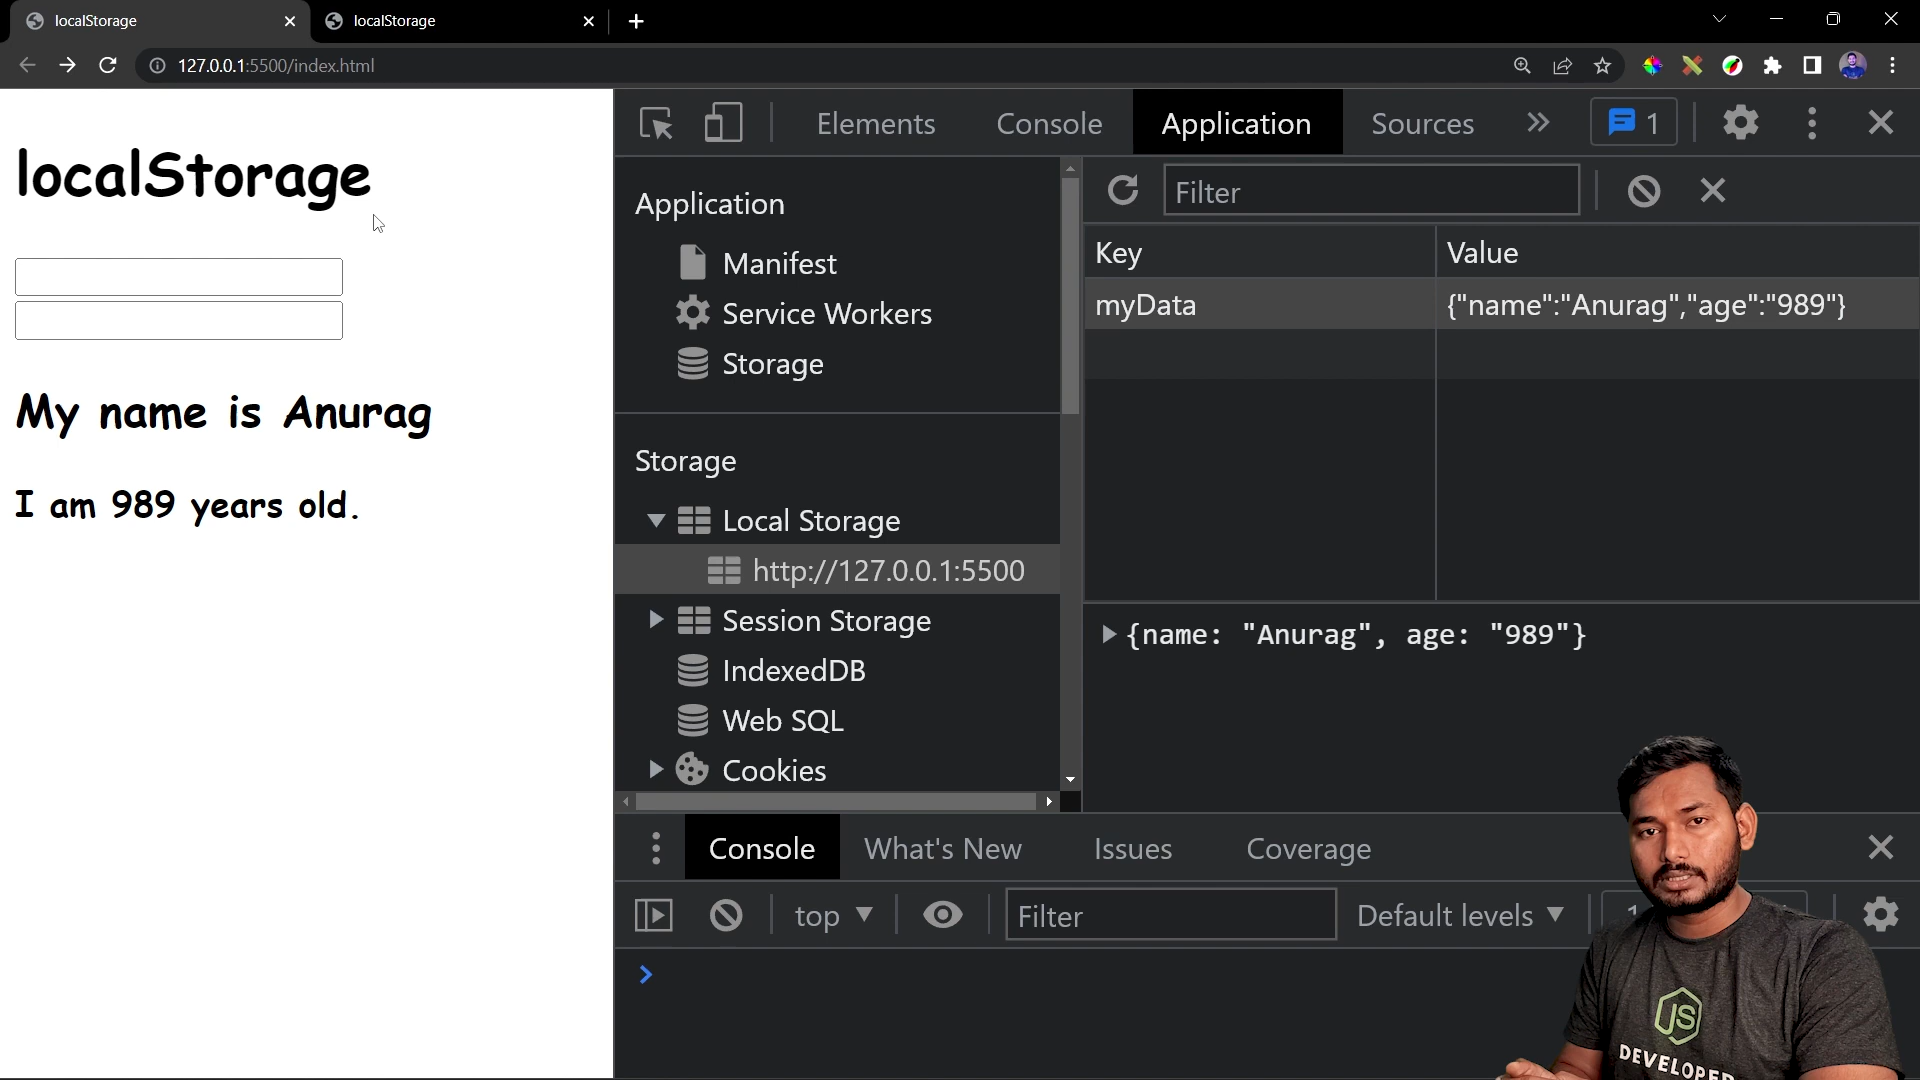 localStorage
localStorage
127.0.0.1:5500/index.html
localStorage
My name is Anurag
I am 989 years old.
Elements
Console
Application
Sources
1
Application
Manifest
Service Workers
Storage
Storage
Local Storage
http://127.0.0.1:5500
Session Storage
IndexedDB
Web SQL
Cookies
Filter
Key
Value
myData
{"name":"Anurag","age":"989"}
{name: "Anurag", age: "989"}
Console
What's New
Issues
Coverage
top
Filter
Default levels
1
JS
DEVELOPER